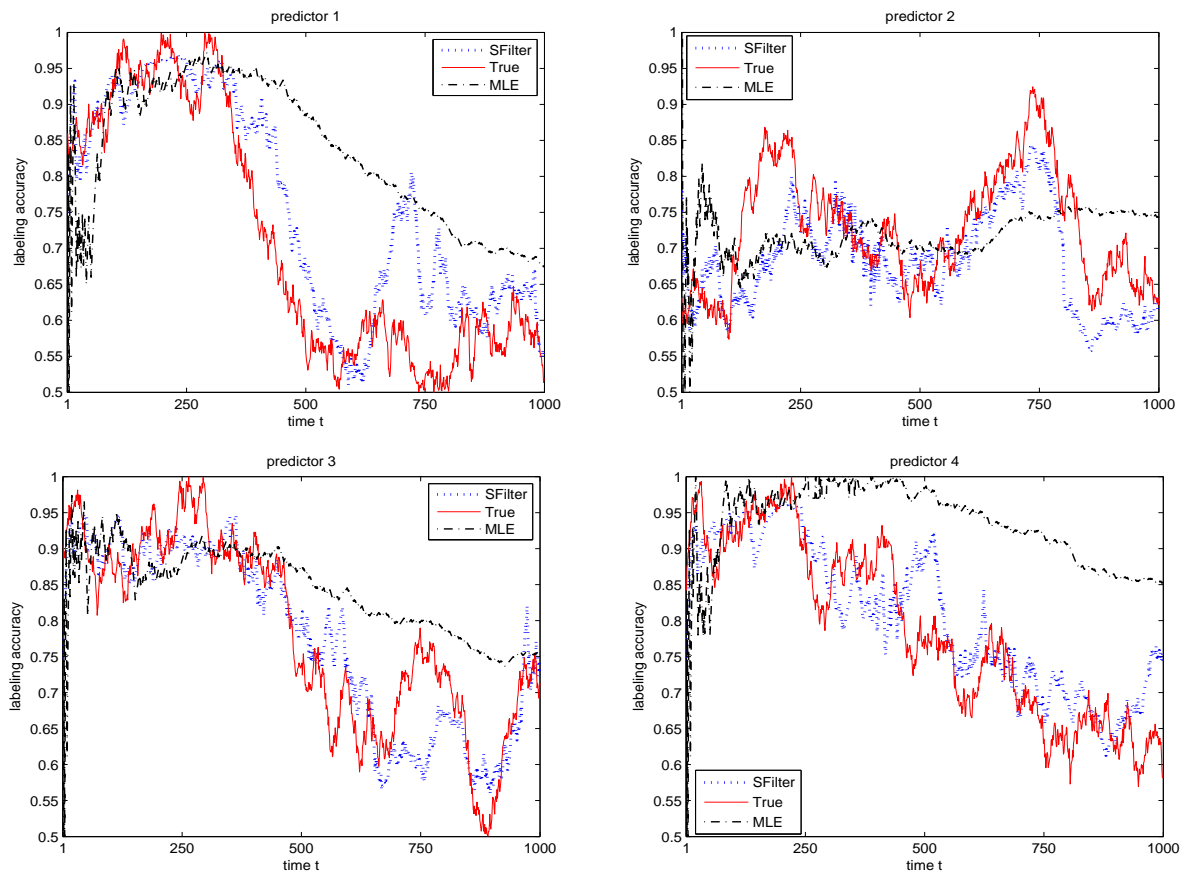 predictor 1
1
0.95
0.9
0.85
0.8
0.75
0.7
0.65
0.6
0.55
0.5
labeling accuracy
SFilter
True
MLE
1
250
500
750
1000
time t
predictor 2
1
0.95
0.9
0.85
0.8
0.75
0.7
0.65
0.6
0.55
0.5
labeling accuracy
SFilter
True
MLE
1
250
500
750
1000
time t
predictor 3
1
0.95
0.9
0.85
0.8
0.75
0.7
0.65
0.6
0.55
0.5
labeling accuracy
SFilter
True
MLE
1
250
500
750
1000
time t
predictor 4
1
0.95
0.9
0.85
0.8
0.75
0.7
0.65
0.6
0.55
0.5
labeling accuracy
SFilter
True
MLE
1
250
500
750
1000
time t